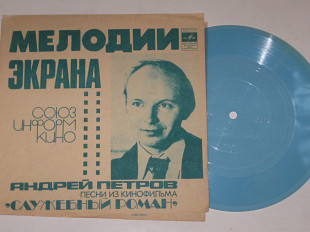 МЕЛОДИИ
ЭКРАНА
СОЮЗ
ИНФОРМ
КИНО
АНДРЕЙ ПЕТРОВ
ПЕСНИ ИЗ КИНОФИЛЬМА
«СЛУЖЕБНЫЙ РОМАН»